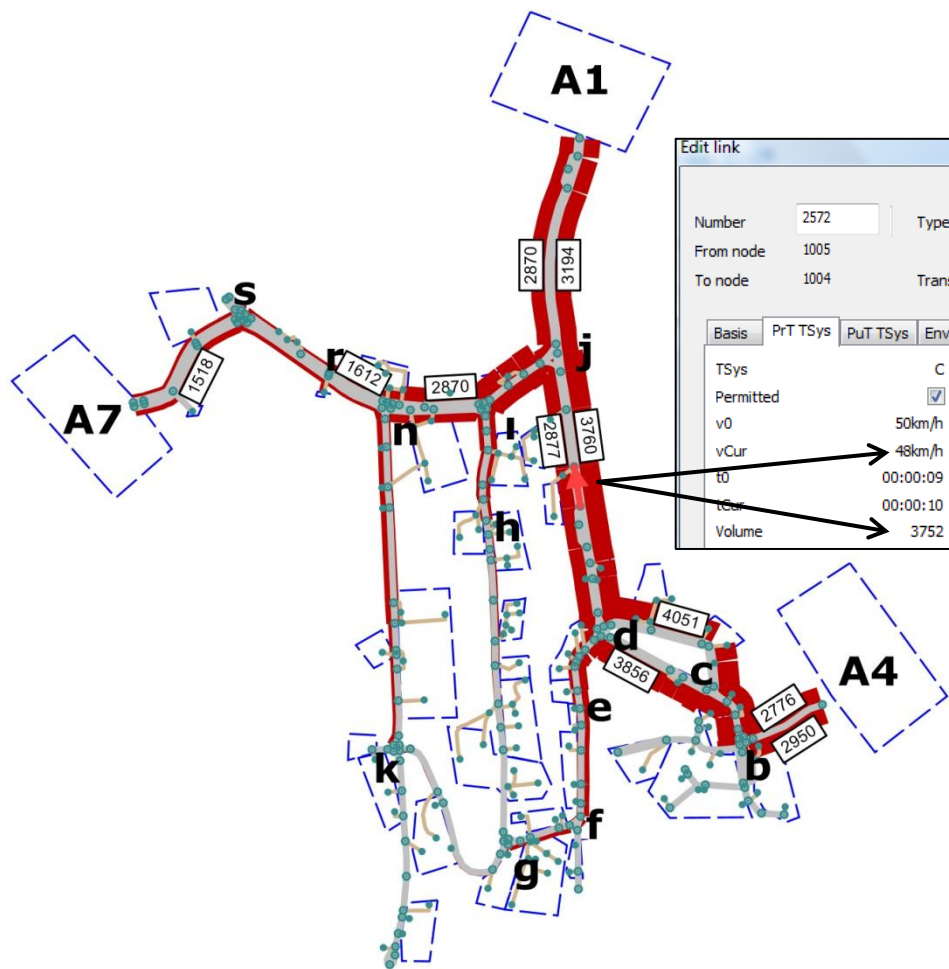 A1
Edit link
Number 2572 Type
From node 1005
To node 1004 Trans
Basis PrT TSys PuT TSys Env
TSys C
Permitted
v0 50km/h
vCur 48km/h
t0 00:00:09
tCur 00:00:10
Volume 3752
2870
3194
s
j
r
1612
2870
1518
A7
n
i
2877
3760
h
d
4051
c
3856
A4
e
2776
2950
b
k
f
g